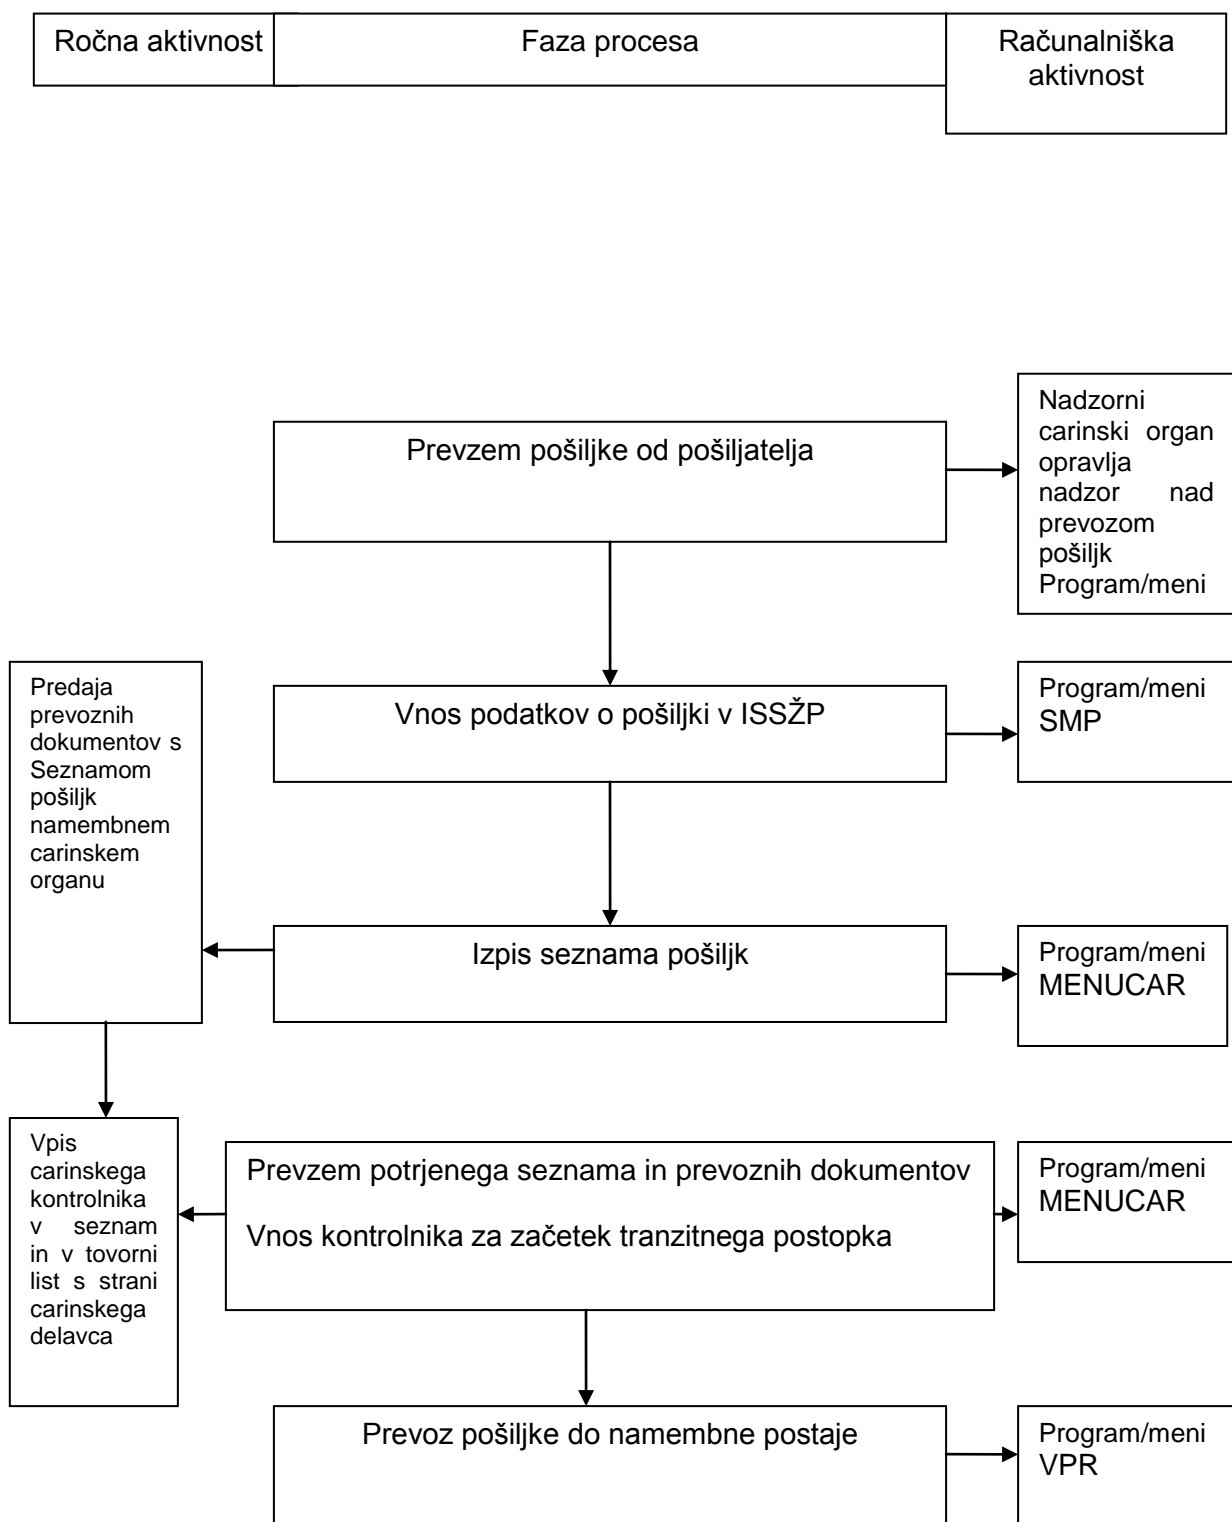 Ročna aktivnost
Faza procesa
Računalniška
aktivnost
Prevzem pošiljke od pošiljatelja
Nadzorni
carinski organ
opravlja
nadzor nad
prevozom
pošiljk
Program/meni
Predaja
prevoznih
dokumentov s
Seznamom
pošiljk
namembnem
carinskem
organu
Vnos podatkov o pošiljki v ISSŽP
Program/meni
SMP
Izpis seznama pošiljk
Program/meni
MENUCAR
Vpis
carinskega
kontrolnika
v seznam
in v tovorni
list s strani
carinskega
delavca
Prevzem potrjenega seznama in prevoznih dokumentov
Vnos kontrolnika za začetek tranzitnega postopka
Program/meni
MENUCAR
Prevoz pošiljke do namembne postaje
Program/meni
VPR